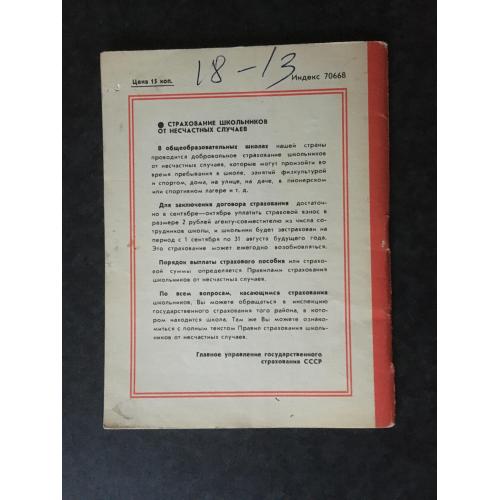 18-13
Цена 15 коп.
Индекс 70668
● СТРАХОВАНИЕ ШКОЛЬНИКОВ
ОТ НЕСЧАСТНЫХ СЛУЧАЕВ
В общеобразовательных школах нашей страны
проводится добровольное страхование школьников
от несчастных случаев, которые могут произойти во
время пребывания в школе, занятий физкультурой
и спортом, дома, на улице, на даче, в пионерском
или спортивном лагере и т. д.
Для заключения договора страхования достаточ-
но в сентябре—октябре уплатить страховой взнос в
размере 2 рублей агенту-совместителю из числа со-
трудников школы, и школьник будет застрахован на
период с 1 сентября по 31 августа будущего года.
Это страхование может ежегодно возобновляться.
Порядок выплаты страхового пособия или страхо-
вой суммы определяется Правилами страхования
школьников от несчастных случаев.
По всем вопросам, касающимся страхования
школьников, Вы можете обращаться в инспекцию
государственного страхования того района, в кото-
ром находится школа. Там же Вы можете ознако-
миться с полным текстом Правил страхования школь-
ников от несчастных случаев.
Главное управление государственного
страхования СССР